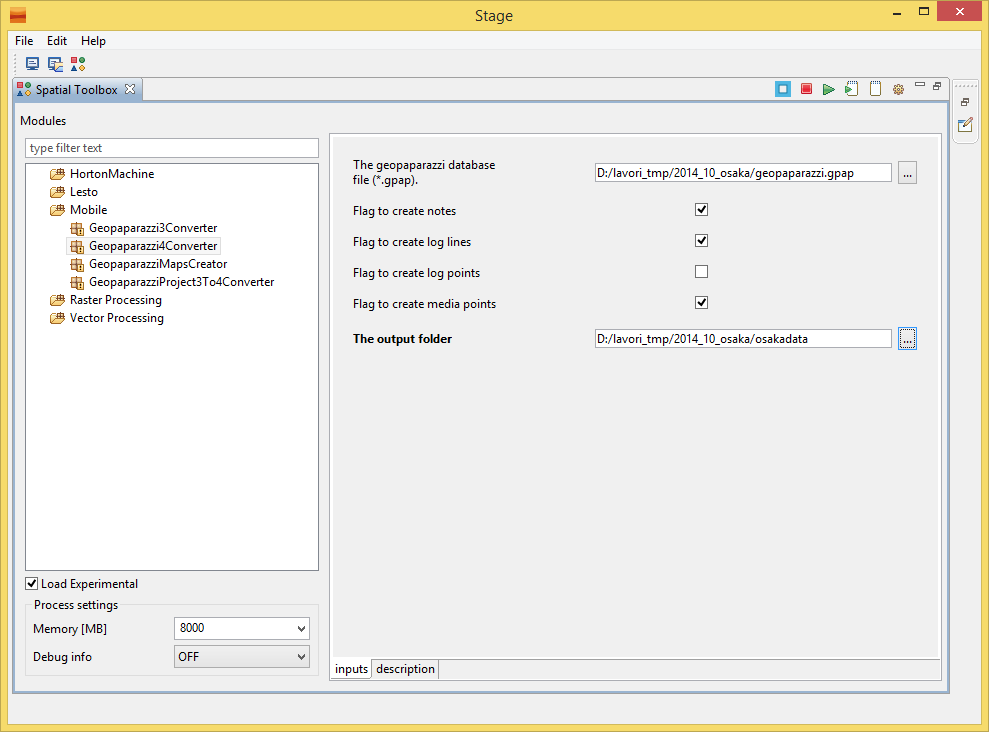 Stage
File Edit Help
Spatial Toolbox
Modules
type filter text
HortonMachine
Lesto
Mobile
Geopaparazzi3Converter
Geopaparazzi4Converter
GeopaparazziMapsCreator
GeopaparazziProject3To4Converter
Raster Processing
Vector Processing
Load Experimental
Process settings
Memory [MB] 8000
Debug info OFF
The geopaparazzi database
file (*.gpap). D:/lavori_tmp/2014_10_osaka/geopaparazzi.gpap ...
Flag to create notes
Flag to create log lines
Flag to create log points
Flag to create media points
The output folder D:/lavori_tmp/2014_10_osaka/osakadata ...
inputs description